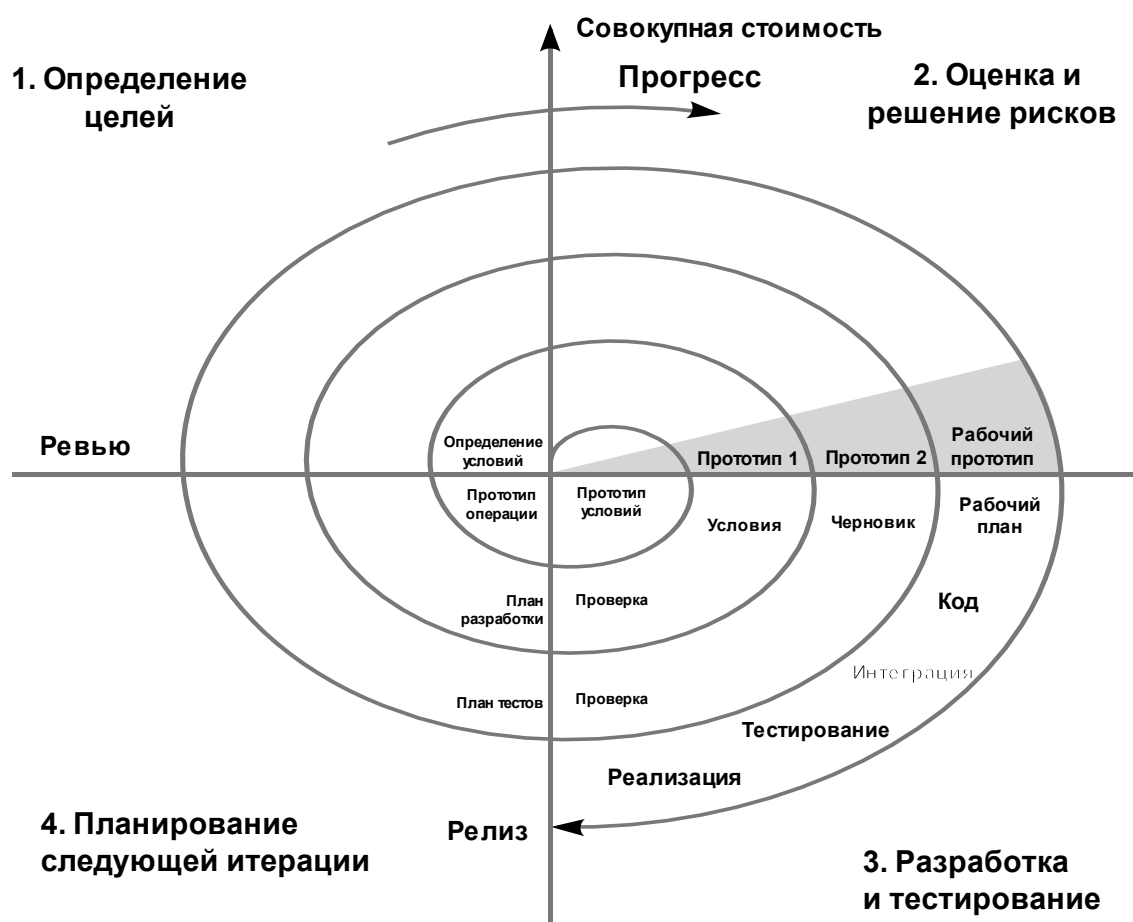 Совокупная стоимость
1. Определение
целей
Прогресс
2. Оценка и
решение рисков
Ревью
Определение
условий
Прототип 1
Прототип 2
Рабочий
прототип
Прототип
операции
Прототип
условий
Условия
Черновик
Рабочий
план
План
разработки
Проверка
Код
Интеграция
План тестов
Проверка
Тестирование
Реализация
4. Планирование
следующей итерации
Релиз
3. Разработка
и тестирование